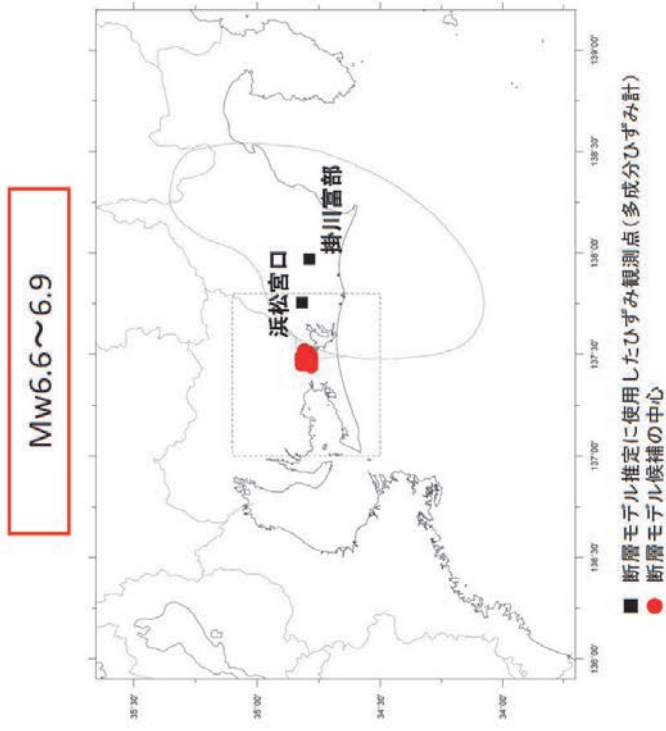 Mw6.6～6.9
35°30'
35°00'
34°30'
34°00'
浜松宮口
掛川富部
136°00'
136°30'
137°00'
137°30'
138°00'
138°30'
139°00'
■ 断層モデル推定に使用したひずみ観測点(多成分ひずみ計)
● 断層モデル候補の中心